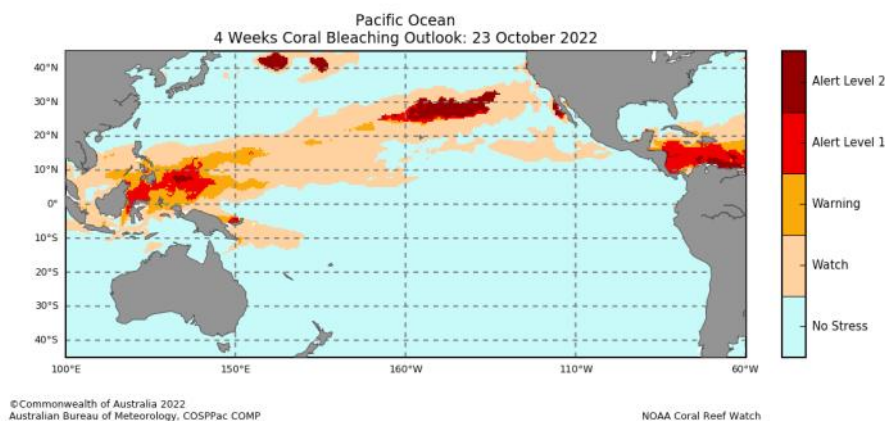 Pacific Ocean
4 Weeks Coral Bleaching Outlook: 23 October 2022
40°N
30°N
20°N
10°N
0°
10°S
20°S
30°S
40°S
100°E
150°E
160°W
110°W
60°W
Alert Level 2
Alert Level 1
Warning
Watch
No Stress
©Commonwealth of Australia 2022
Australian Bureau of Meteorology, COSPPac COMP
NOAA Coral Reef Watch